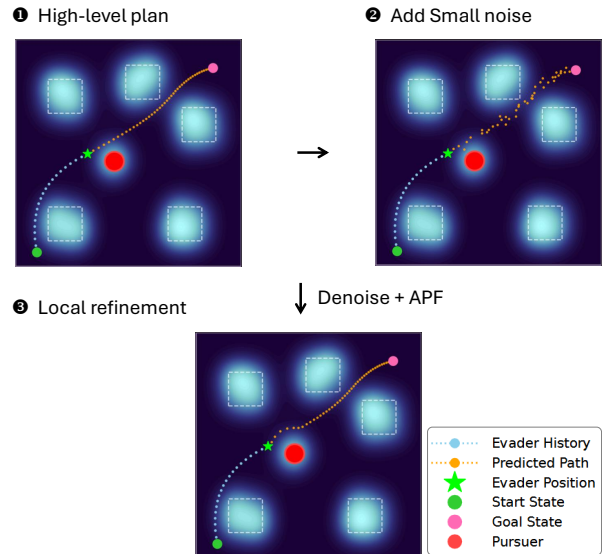 ❶ High-level plan
❷ Add Small noise
❸ Local refinement
Denoise + APF
Evader History
Predicted Path
Evader Position
Start State
Goal State
Pursuer